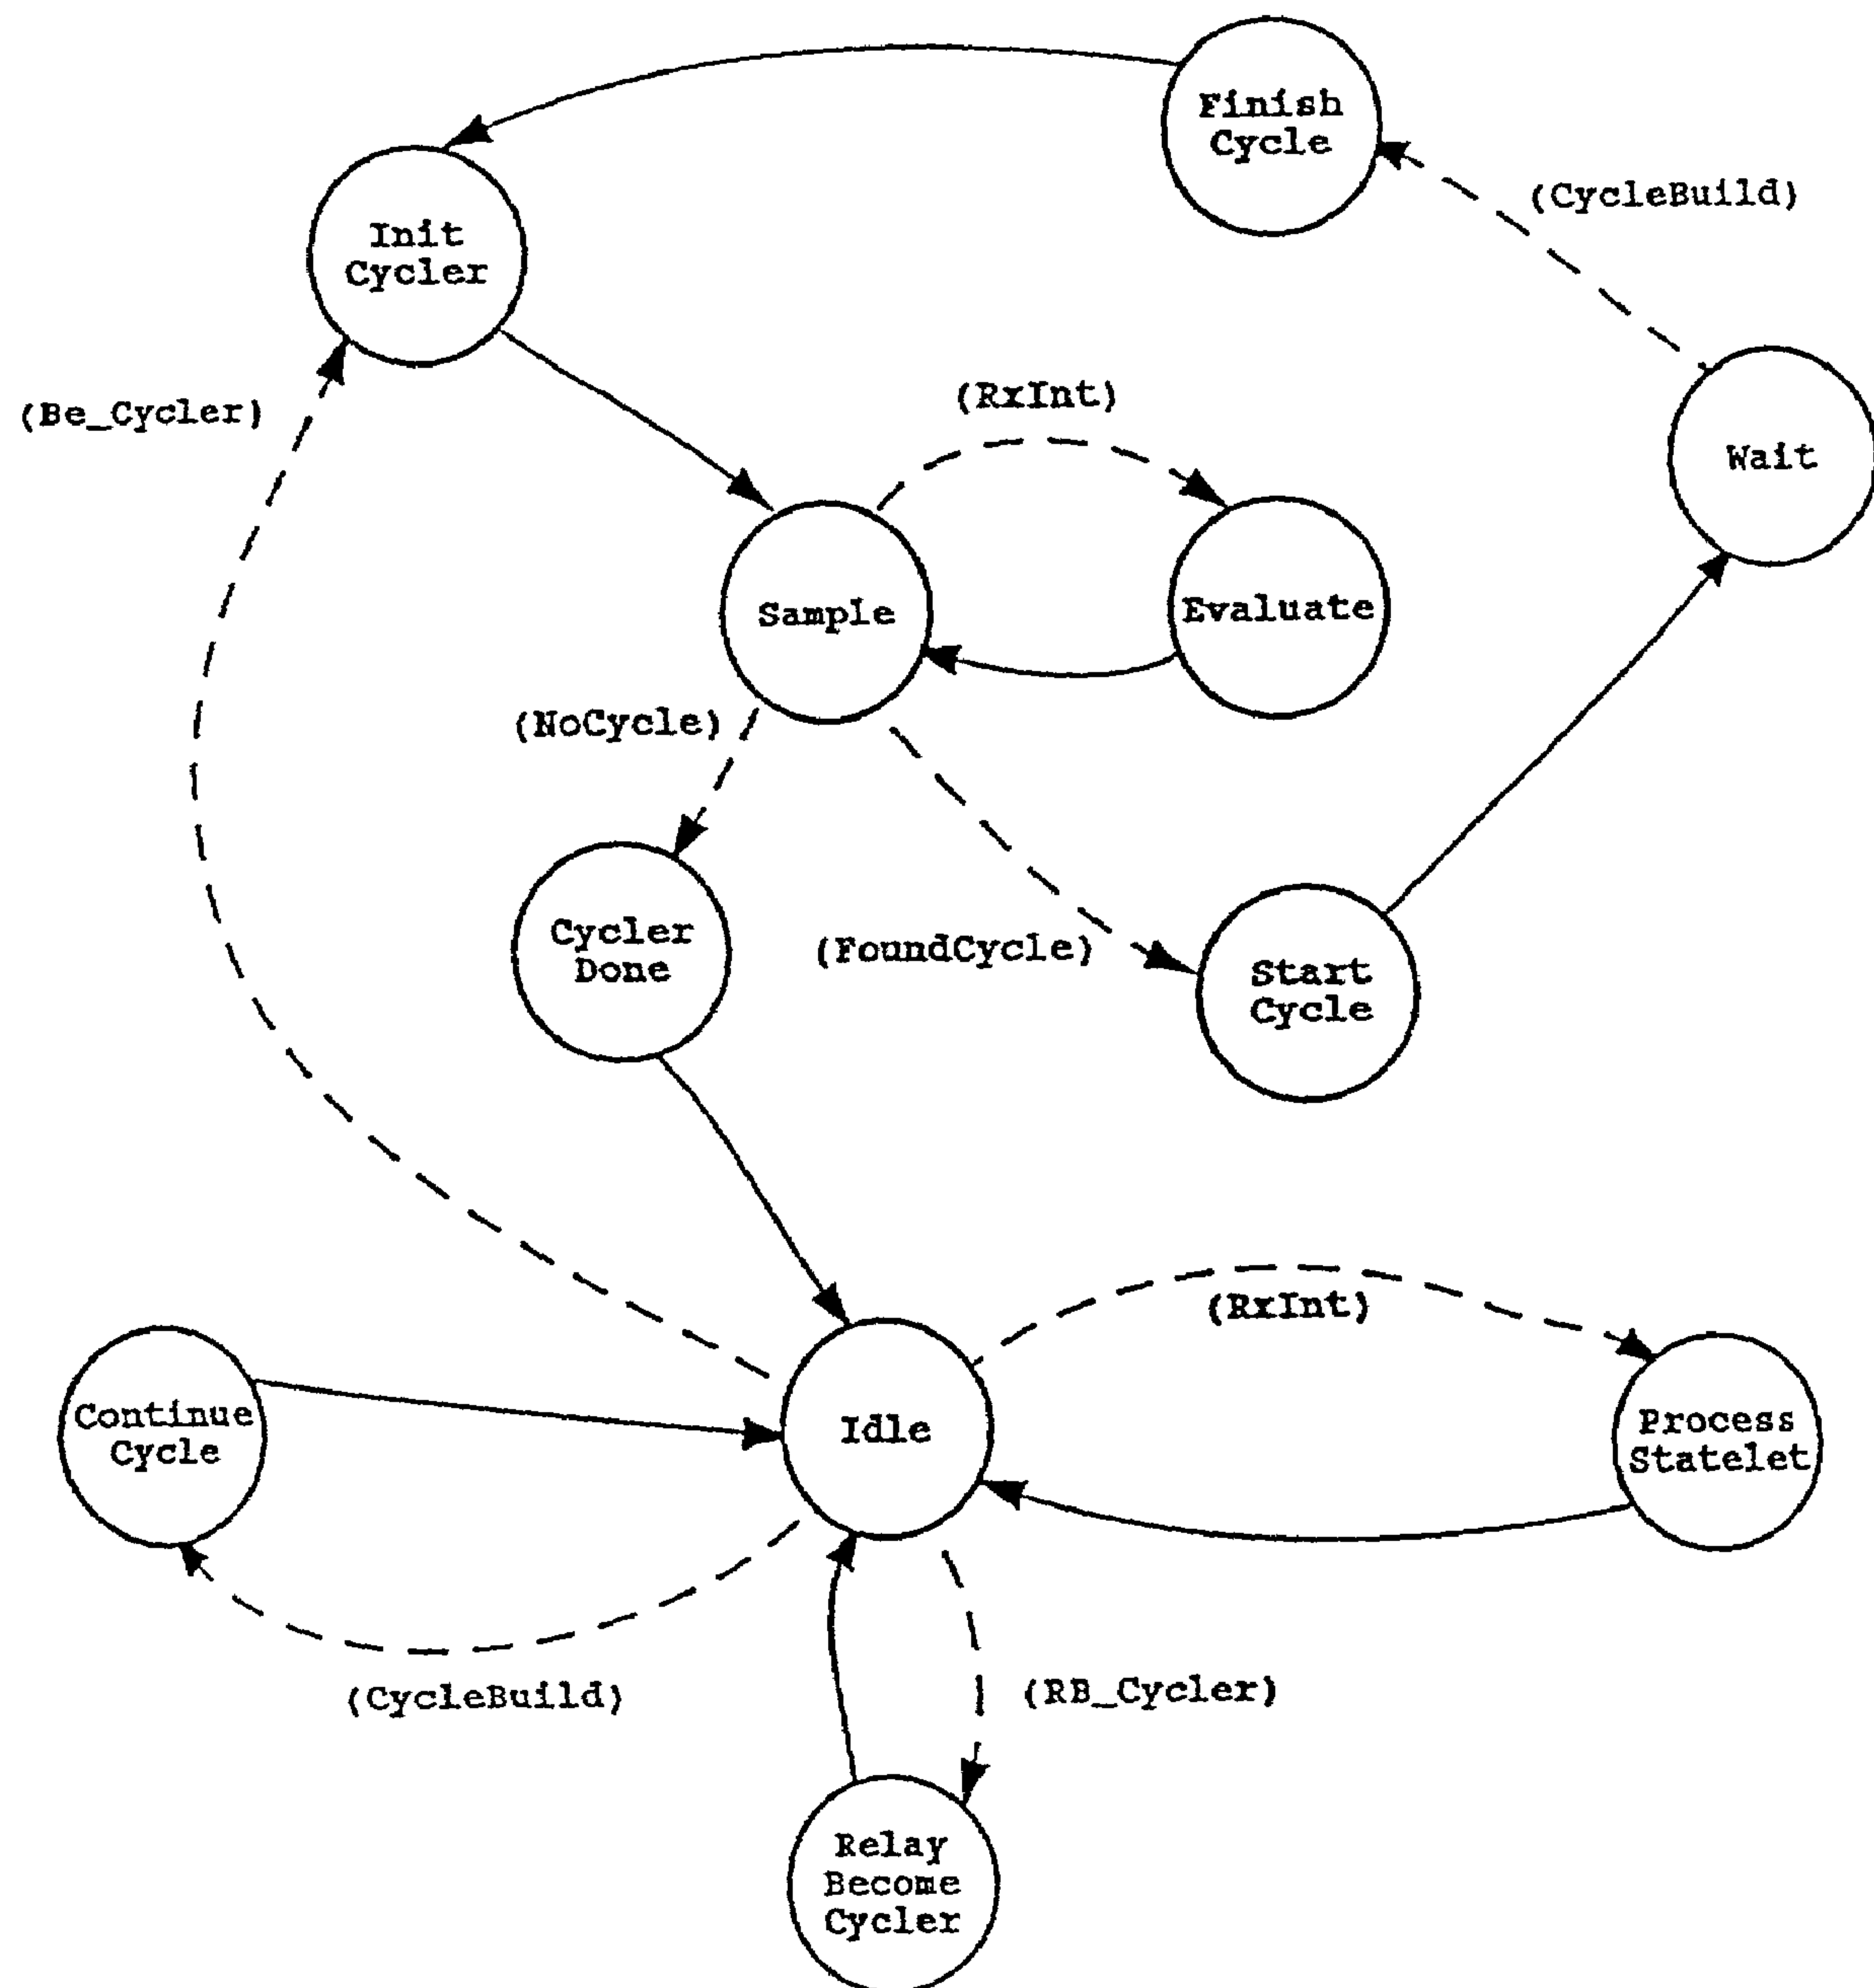 Finish
Cycle
(CycleBuild)
Init
Cycler
(Be_Cycler)
(RxInt)
Wait
Sample
Evaluate
(NoCycle)
Cycler
Done
(FoundCycle)
Start
Cycle
(RxInt)
Continue
Cycle
Idle
Process
Statelet
(CycleBuild)
(RB_Cycler)
Relay
Become
Cycler